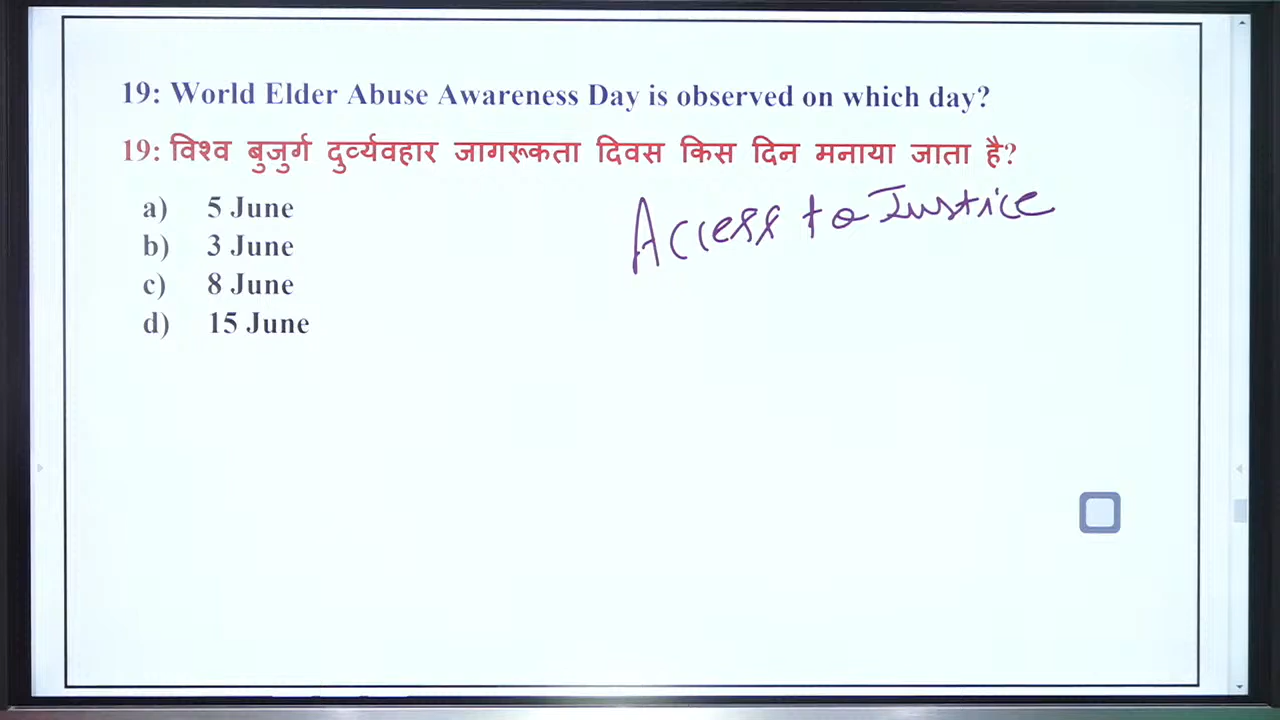 19: World Elder Abuse Awareness Day is observed on which day?
19: विश्व बुजुर्ग दुर्व्यवहार जागरूकता दिवस किस दिन मनाया जाता है?
Access to Justice
a) 5 June
b) 3 June
c) 8 June
d) 15 June